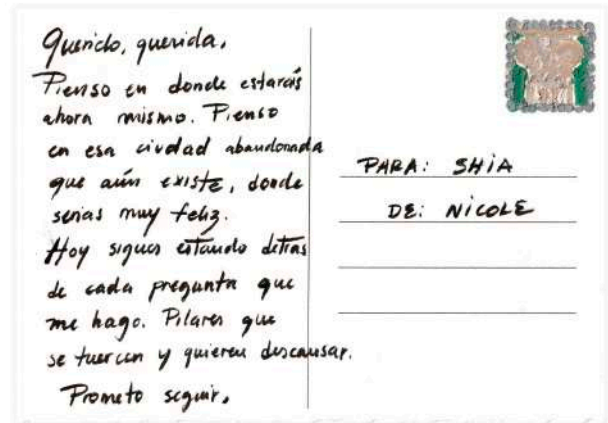 Querido, querida,
Pienso en donde estarás
ahora mismo. Pienso
en esa ciudad abandonada
que aún existe, donde
serias muy feliz.
Hoy sigues estando detras
de cada pregunta que
me hago. Pilares que
se tuercen y quieren descansar.
Prometo seguir.
PARA: SHiA
DE: NiCOLE